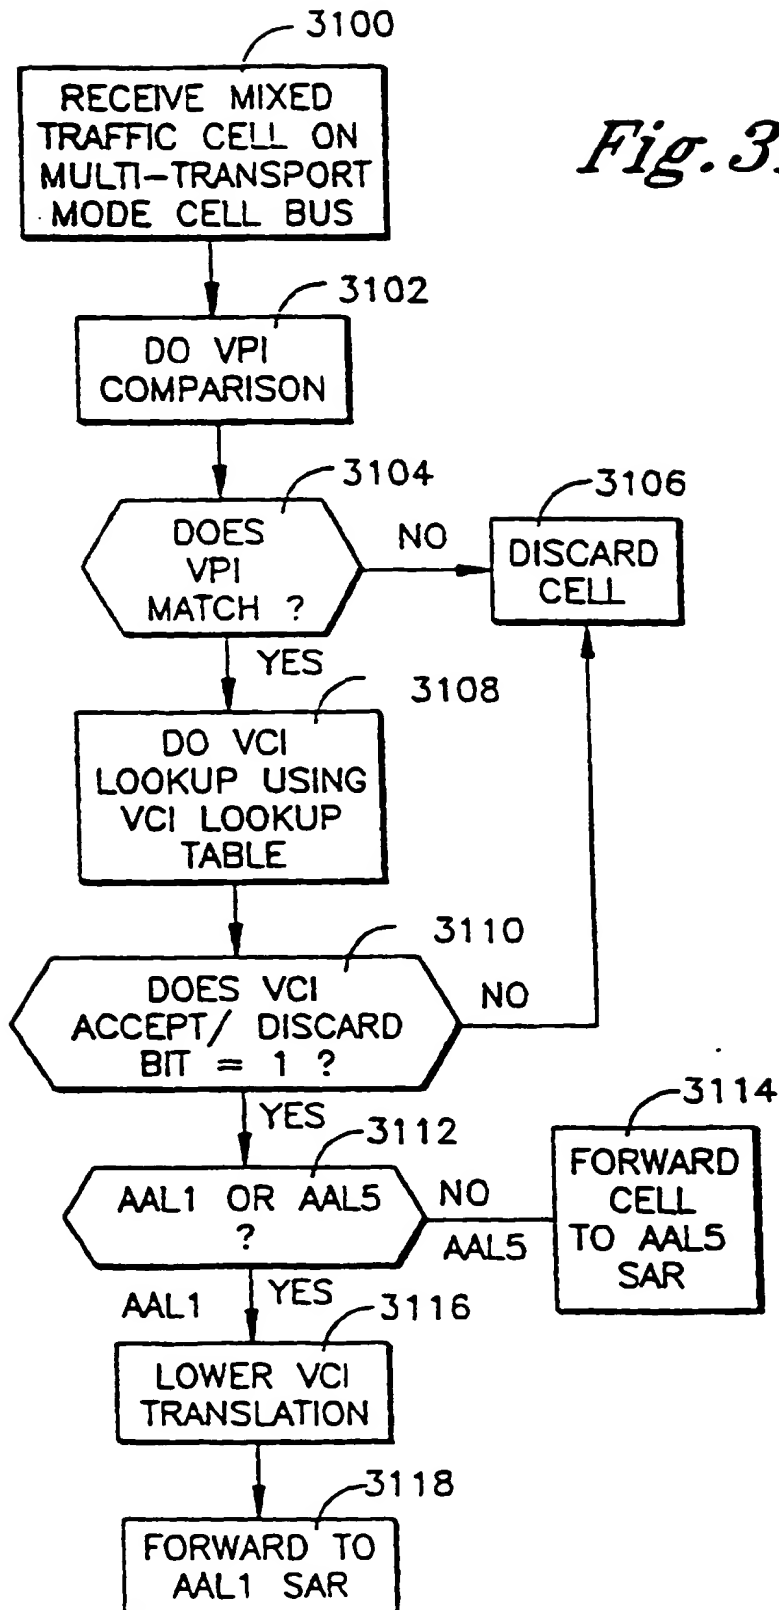 3100
RECEIVE MIXED
TRAFFIC CELL ON
MULTI-TRANSPORT
MODE CELL BUS
Fig. 3
3102
DO VPI
COMPARISON
3104
DOES
VPI
MATCH ?
NO
3106
DISCARD
CELL
YES
3108
DO VCI
LOOKUP USING
VCI LOOKUP
TABLE
3110
DOES VCI
ACCEPT/ DISCARD
BIT = 1 ?
NO
YES
3112
AAL1 OR AAL5
?
NO
AAL5
3114
FORWARD
CELL
TO AAL5
SAR
AAL1
YES
3116
LOWER VCI
TRANSLATION
3118
FORWARD TO
AAL1 SAR